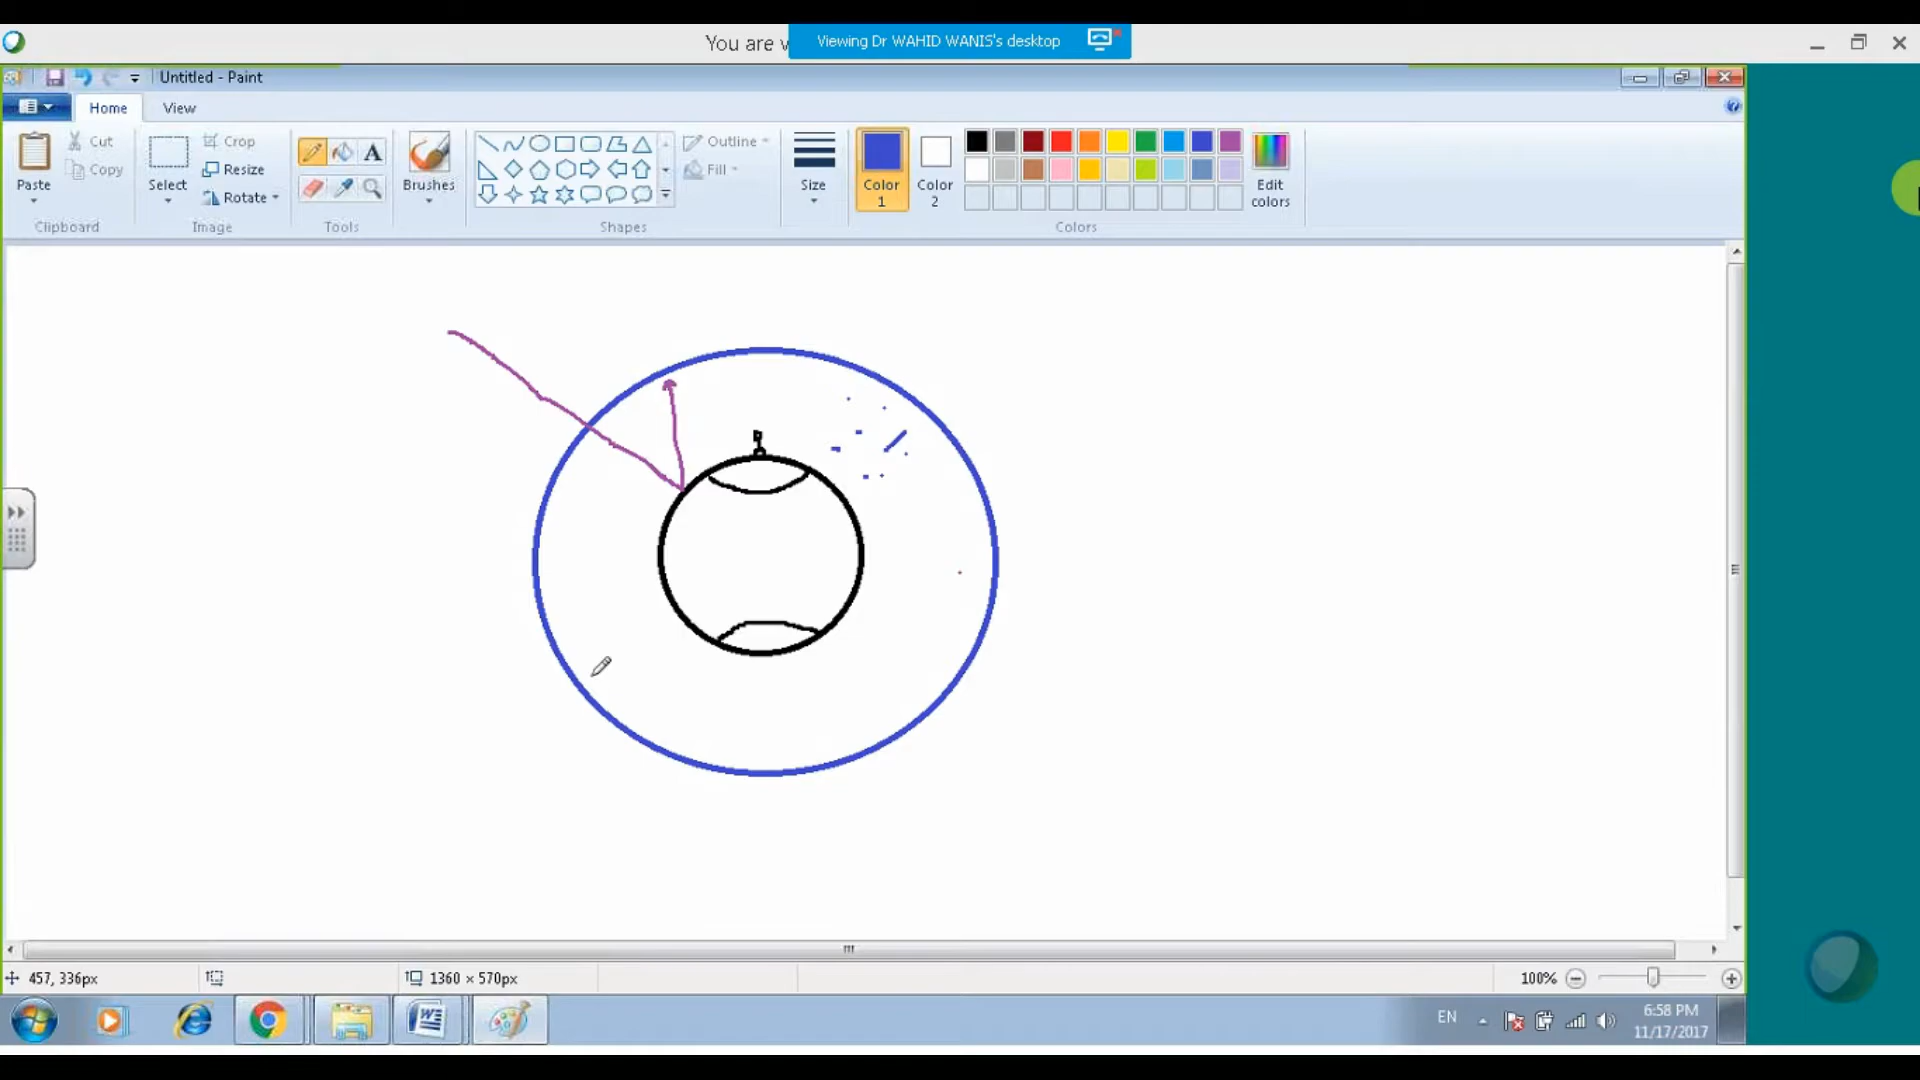 You are v
Viewing Dr WAHID WANIS's desktop
Untitled - Paint
Home
View
Paste
Cut
Copy
Clipboard
Select
Crop
Resize
Rotate
Image
A
Tools
Brushes
Outline
Fill
Shapes
Size
Color
1
Color
2
Edit
colors
Colors
457, 336px
1360 × 570px
100%
EN
6:58 PM
11/17/2017